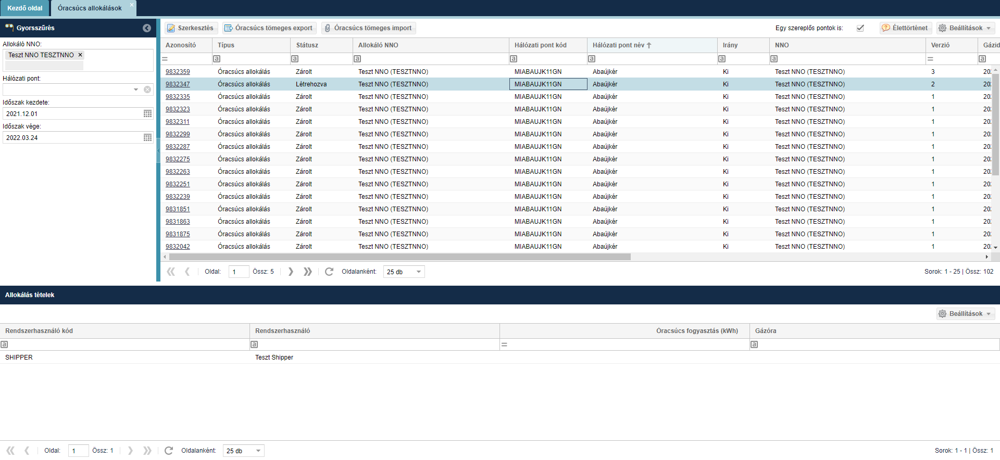 Kezdő oldal
Óracsúcs allokálások
Gyorsszűrés
Allokáló NNO:
Teszt NNO TESZTNNO
Hálózati pont:
Időszak kezdete:
2021.12.01
Időszak vége:
2022.03.24
Szerkesztés Óracsúcs tömeges export Óracsúcs tömeges import Egy szereplős pontok is: Élettörténet Beállítások
Azonosító Típus Státusz Allokáló NNO Hálózati pont kód Hálózati pont név Irány NNO Verzió Gázid
9832359 Óracsúcs allokálás Zárolt Teszt NNO (TESZTNNO) MIABAUJK11GN Abaújkér Ki Teszt NNO (TESZTNNO) 3 20
9832347 Óracsúcs allokálás Létrehozva Teszt NNO (TESZTNNO) MIABAUJK11GN Abaújkér Ki Teszt NNO (TESZTNNO) 2 20
9832335 Óracsúcs allokálás Zárolt Teszt NNO (TESZTNNO) MIABAUJK11GN Abaújkér Ki Teszt NNO (TESZTNNO) 1 20
9832323 Óracsúcs allokálás Zárolt Teszt NNO (TESZTNNO) MIABAUJK11GN Abaújkér Ki Teszt NNO (TESZTNNO) 1 20
9832311 Óracsúcs allokálás Zárolt Teszt NNO (TESZTNNO) MIABAUJK11GN Abaújkér Ki Teszt NNO (TESZTNNO) 1 20
9832299 Óracsúcs allokálás Zárolt Teszt NNO (TESZTNNO) MIABAUJK11GN Abaújkér Ki Teszt NNO (TESZTNNO) 1 20
9832287 Óracsúcs allokálás Zárolt Teszt NNO (TESZTNNO) MIABAUJK11GN Abaújkér Ki Teszt NNO (TESZTNNO) 1 20
9832275 Óracsúcs allokálás Zárolt Teszt NNO (TESZTNNO) MIABAUJK11GN Abaújkér Ki Teszt NNO (TESZTNNO) 1 20
9832263 Óracsúcs allokálás Zárolt Teszt NNO (TESZTNNO) MIABAUJK11GN Abaújkér Ki Teszt NNO (TESZTNNO) 1 20
9832251 Óracsúcs allokálás Zárolt Teszt NNO (TESZTNNO) MIABAUJK11GN Abaújkér Ki Teszt NNO (TESZTNNO) 1 20
9832239 Óracsúcs allokálás Zárolt Teszt NNO (TESZTNNO) MIABAUJK11GN Abaújkér Ki Teszt NNO (TESZTNNO) 1 20
9831851 Óracsúcs allokálás Zárolt Teszt NNO (TESZTNNO) MIABAUJK11GN Abaújkér Ki Teszt NNO (TESZTNNO) 1 20
9831863 Óracsúcs allokálás Zárolt Teszt NNO (TESZTNNO) MIABAUJK11GN Abaújkér Ki Teszt NNO (TESZTNNO) 1 20
9831875 Óracsúcs allokálás Zárolt Teszt NNO (TESZTNNO) MIABAUJK11GN Abaújkér Ki Teszt NNO (TESZTNNO) 1 20
9832042 Óracsúcs allokálás Zárolt Teszt NNO (TESZTNNO) MIABAUJK11GN Abaújkér Ki Teszt NNO (TESZTNNO) 1 20
Oldal: 1 Össz: 5 Oldalanként: 25 db Sorok: 1 - 25 | Össz: 102
Allokálás tételek
Beállítások
Rendszerhasználó kód Rendszerhasználó Óracsúcs fogyasztás (kWh) Gázóra
SHIPPER Teszt Shipper
Oldal: 1 Össz: 1 Oldalanként: 25 db Sorok: 1 - 1 | Össz: 1